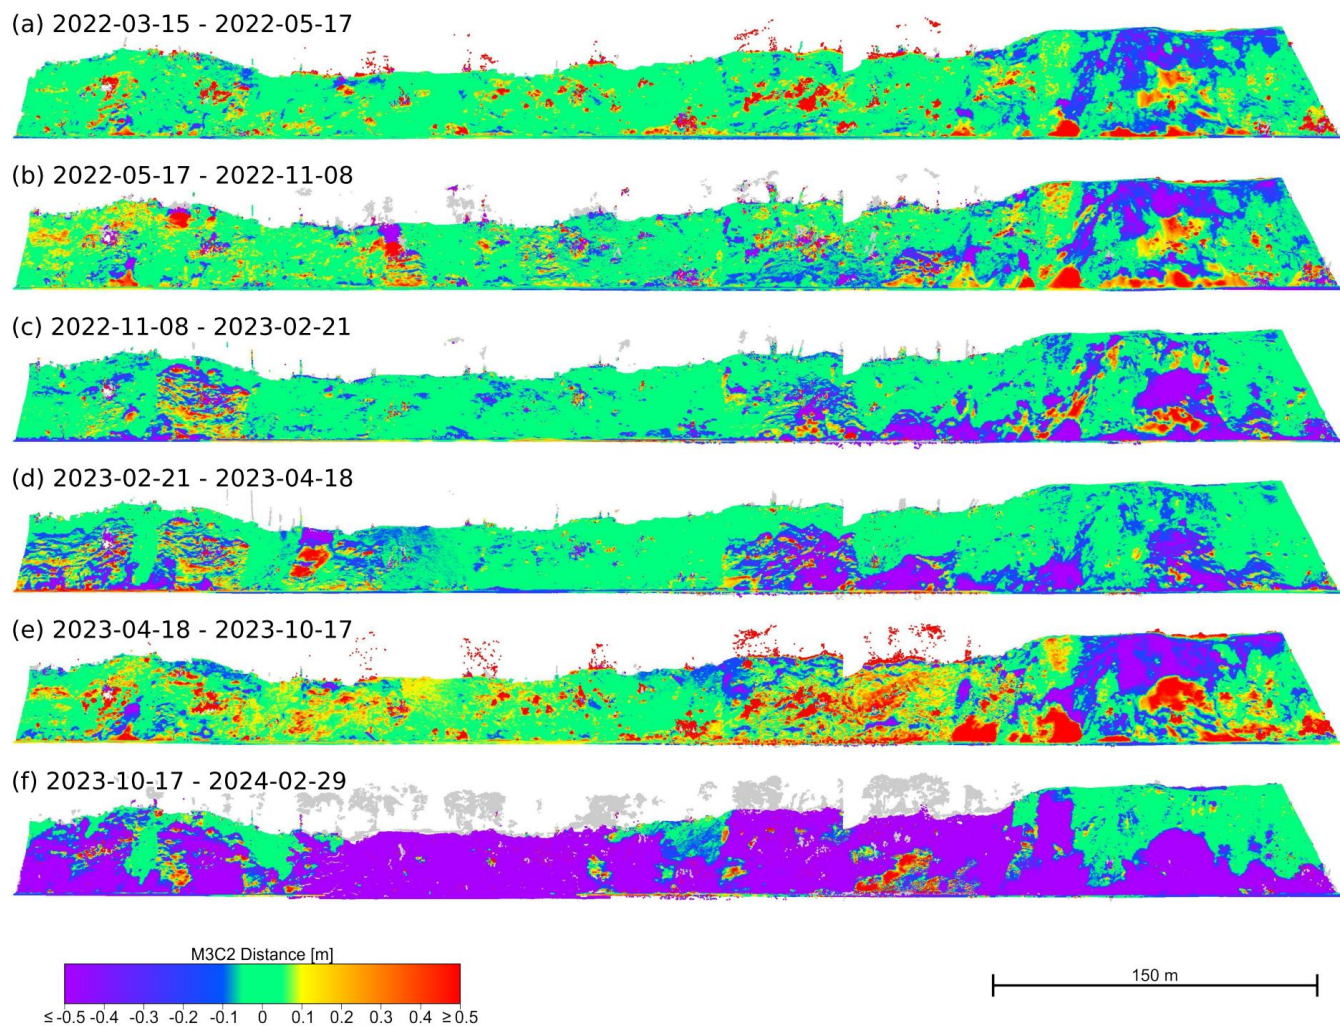 (a) 2022-03-15 - 2022-05-17
(b) 2022-05-17 - 2022-11-08
(c) 2022-11-08 - 2023-02-21
(d) 2023-02-21 - 2023-04-18
(e) 2023-04-18 - 2023-10-17
(f) 2023-10-17 - 2024-02-29
M3C2 Distance [m]
≤ -0.5 -0.4 -0.3 -0.2 -0.1 0 0.1 0.2 0.3 0.4 ≥ 0.5
150 m